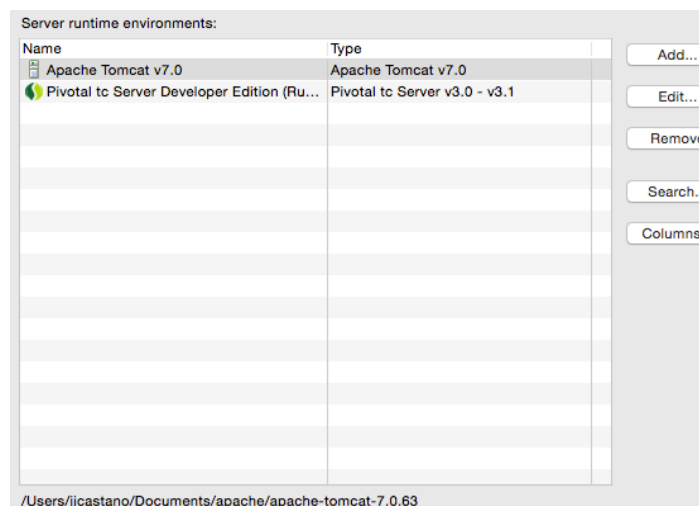 Server runtime environments:
Name Type
Apache Tomcat v7.0 Apache Tomcat v7.0
Pivotal tc Server Developer Edition (Ru... Pivotal tc Server v3.0 - v3.1
Add...
Edit...
Remove
Search.
Columns
/Users/jjcastano/Documents/apache/apache-tomcat-7.0.63